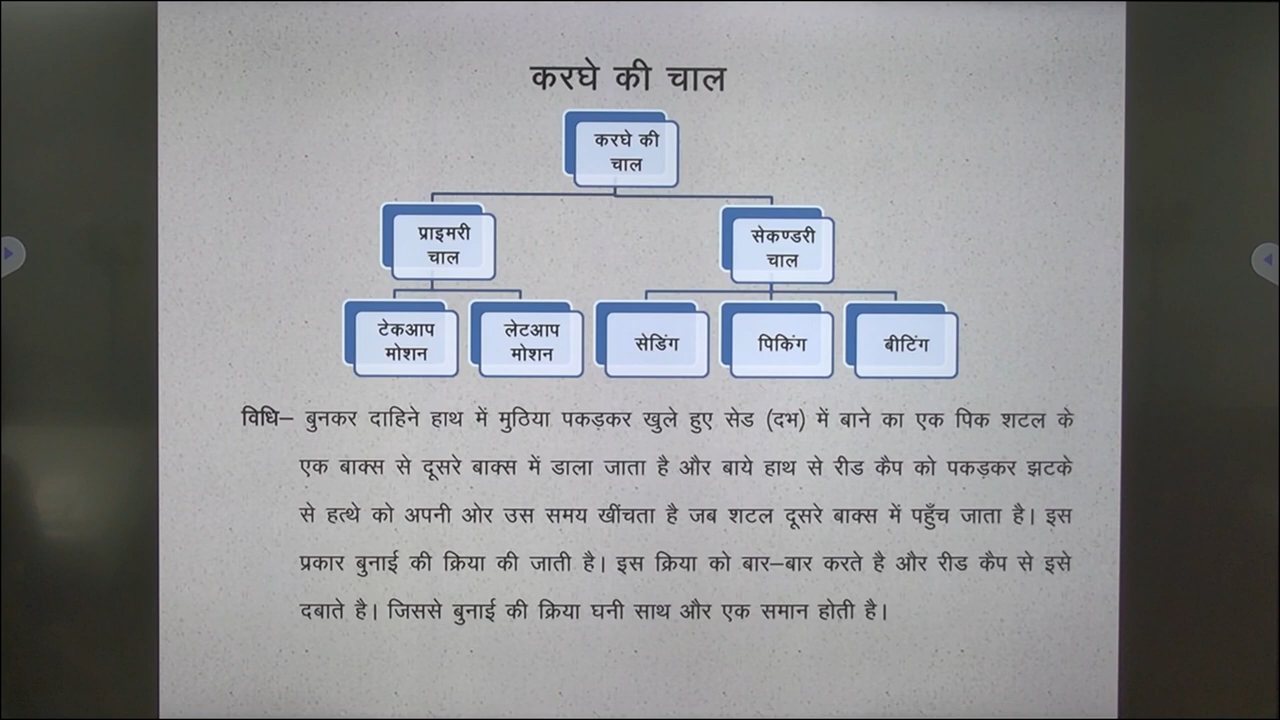 करघे की चाल
करघे की
चाल
प्राइमरी
चाल
सेकण्डरी
चाल
टेकआप
मोशन
लेटआप
मोशन
सेडिंग
पिकिंग
बीटिंग
विधि– बुनकर दाहिने हाथ में मुठिया पकड़कर खुले हुए सेड (दभ) में बाने का एक पिक शटल के
एक बाक्स से दूसरे बाक्स में डाला जाता है और बाये हाथ से रीड कैप को पकड़कर झटके
से हत्थे को अपनी ओर उस समय खींचता है जब शटल दूसरे बाक्स में पहुँच जाता है। इस
प्रकार बुनाई की क्रिया की जाती है। इस क्रिया को बार–बार करते है और रीड कैप से इसे
दबाते है। जिससे बुनाई की क्रिया घनी साथ और एक समान होती है।